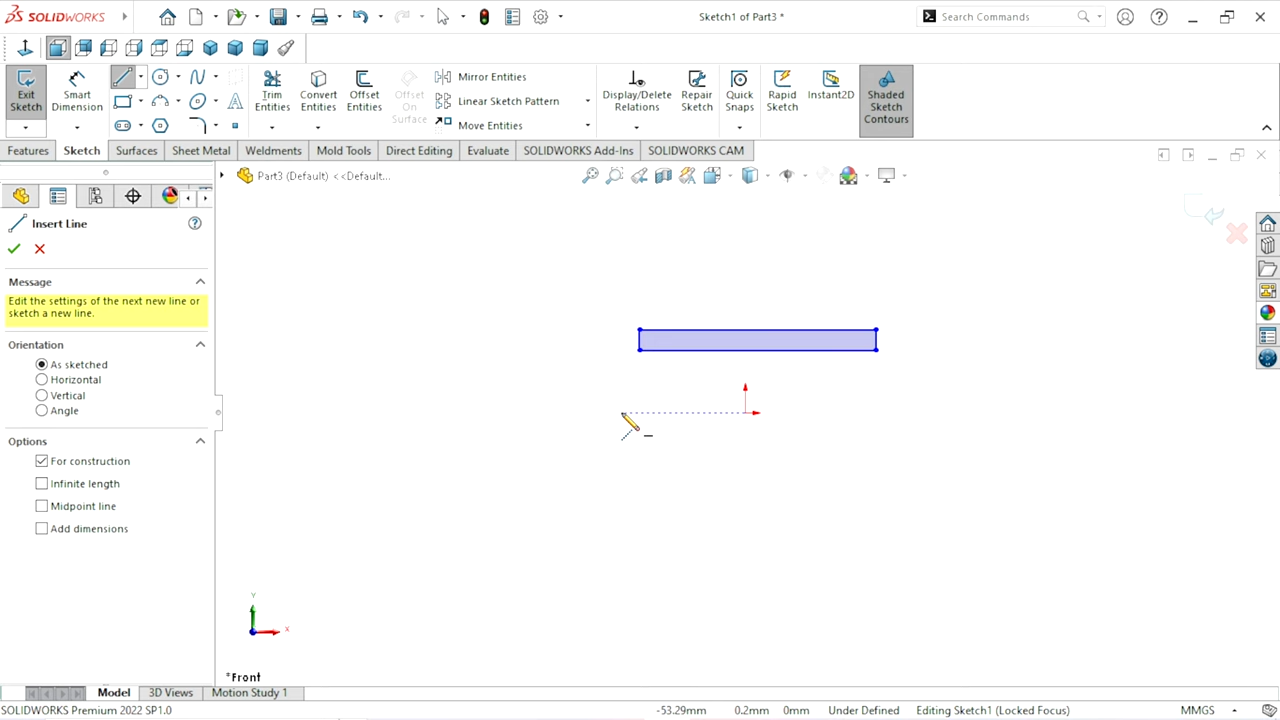 SOLIDWORKS
Sketch1 of Part3 *
Search Commands
Exit Sketch
Smart Dimension
Trim Entities
Convert Entities
Offset Entities
Offset On Surface
Mirror Entities
Linear Sketch Pattern
Move Entities
Display/Delete Relations
Repair Sketch
Quick Snaps
Rapid Sketch
Instant2D
Shaded Sketch Contours
Features
Sketch
Surfaces
Sheet Metal
Weldments
Mold Tools
Direct Editing
Evaluate
SOLIDWORKS Add-Ins
SOLIDWORKS CAM
Part3 (Default) <<Default...
Insert Line
Message
Edit the settings of the next new line or
sketch a new line.
Orientation
As sketched
Horizontal
Vertical
Angle
Options
For construction
Infinite length
Midpoint line
Add dimensions
Y
X
*Front
Model
3D Views
Motion Study 1
SOLIDWORKS Premium 2022 SP1.0
-53.29mm
0.2mm
0mm
Under Defined
Editing Sketch1 (Locked Focus)
MMGS